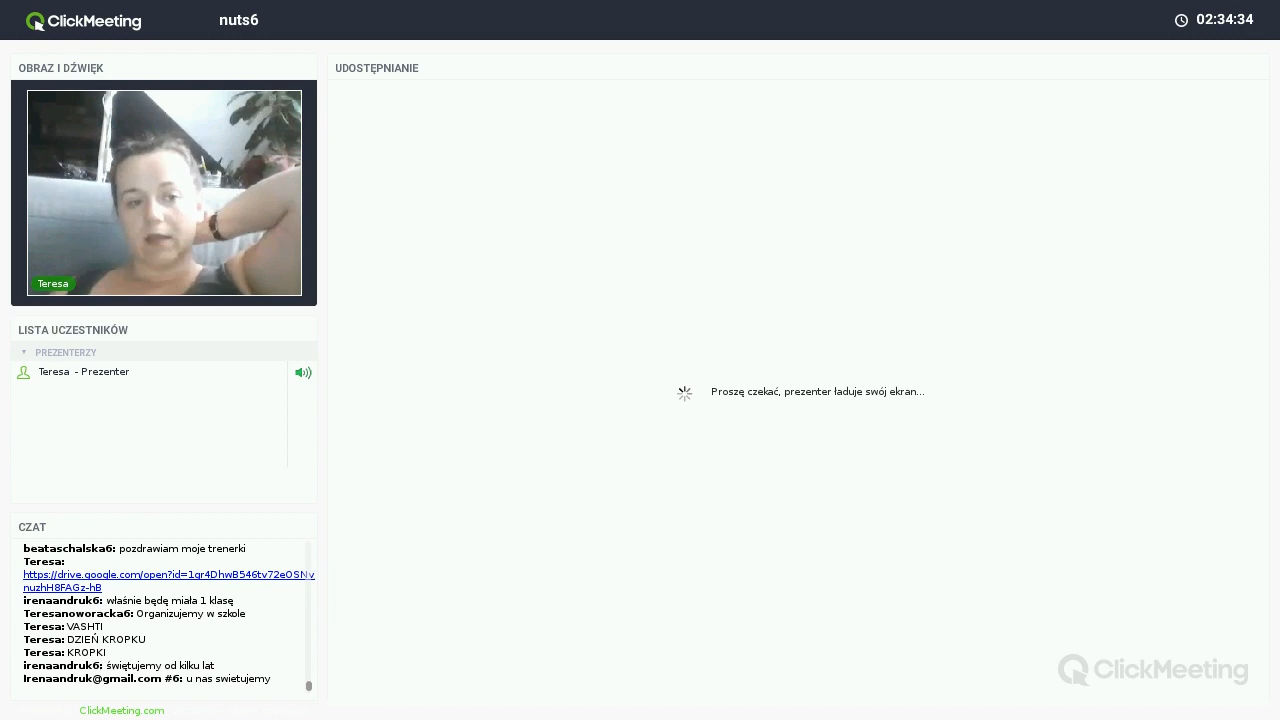 ClickMeeting
nuts6
02:34:34
OBRAZ I DŹWIĘK
Teresa
LISTA UCZESTNIKÓW
PREZENTERZY
Teresa - Prezenter
CZAT
beataschalska6: pozdrawiam moje trenerki
Teresa:
https://drive.google.com/open?id=1gr4DhwB546tv72eOSNv
nuzhH8FAGz-hB
irenaandruk6: właśnie będę miała 1 klasę
Teresanoworacka6: Organizujemy w szkole
Teresa: VASHTI
Teresa: DZIEŃ KROPKU
Teresa: KROPKI
irenaandruk6: świętujemy od kilku lat
Irenaandruk@gmail.com #6: u nas swietujemy
ClickMeeting.com
UDOSTĘPNIANIE
Proszę czekać, prezenter ładuje swój ekran...
ClickMeeting